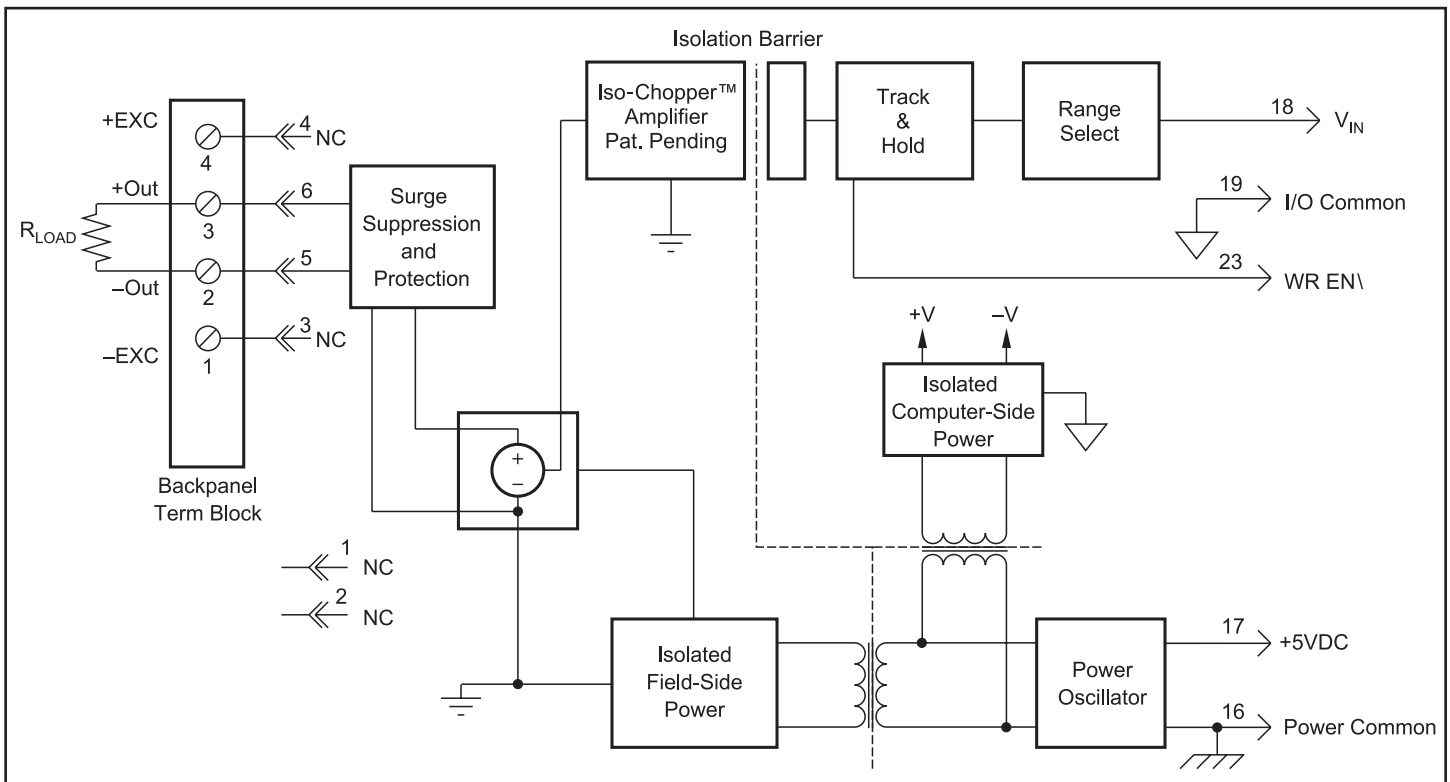 Isolation Barrier
+EXC
4
NC
4
+Out
6
3
R_LOAD
5
–Out
2
3
NC
–EXC
1
Backpanel
Term Block
Surge
Suppression
and
Protection
Iso-Chopper™
Amplifier
Pat. Pending
Track
&
Hold
Range
Select
18
V_IN
19
I/O Common
23
WR EN\
+V
–V
Isolated
Computer-Side
Power
+
–
1
NC
2
NC
Isolated
Field-Side
Power
Power
Oscillator
17
+5VDC
16
Power Common